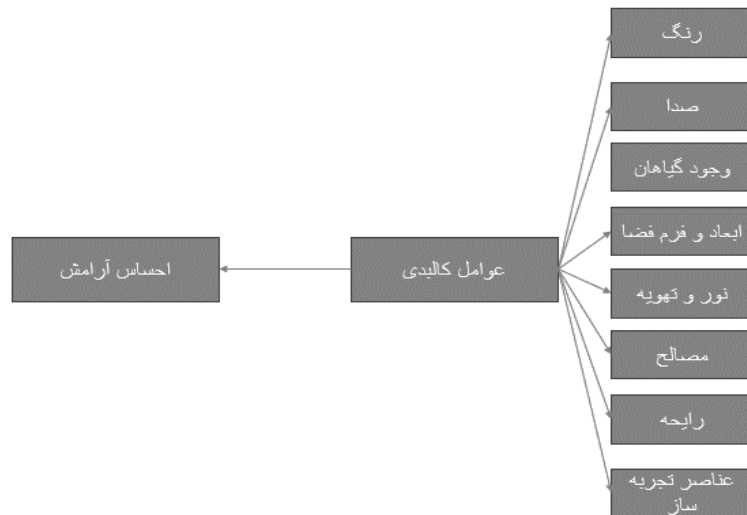 رنگ
صدا
وجود گیاهان
ابعاد و فرم فضا
نور و تهویه
مصالح
رایحه
عناصر تجربه
ساز
عوامل کالبدی
احساس آرامش